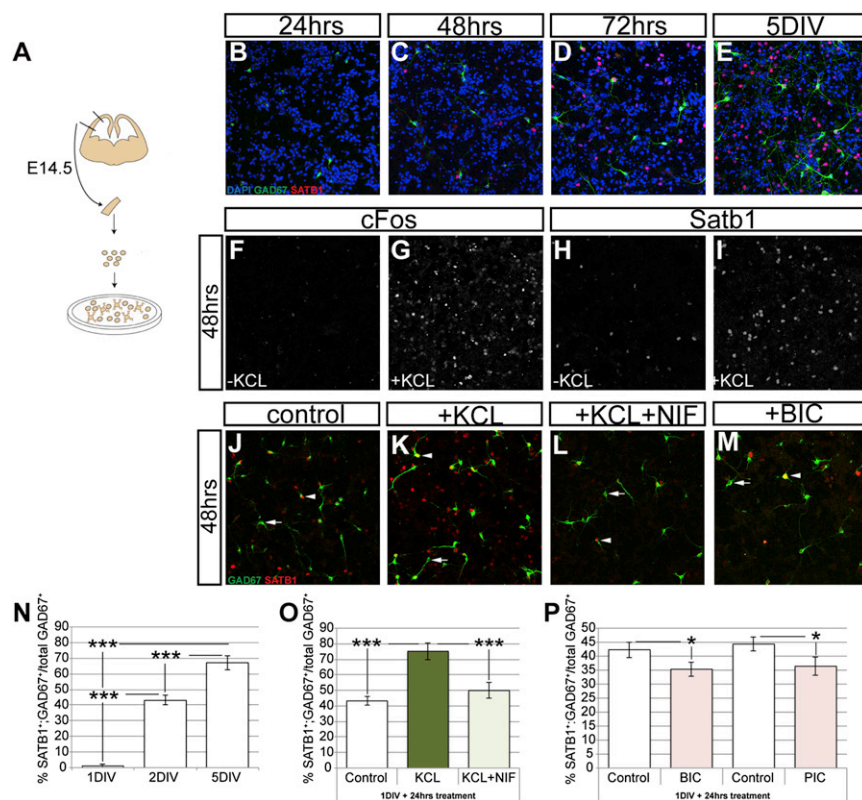 24hrs 48hrs 72hrs 5DIV
A B C D E
E14.5
DAPI GAD67 SATB1
cFos Satb1
F G H I
48hrs
-KCL +KCL -KCL +KCL
control +KCL +KCL+NIF +BIC
J K L M
48hrs
GAD67 SATB1
N
% SATB1+:GAD67+/total GAD67+
90
80
70
60
50
40
30
20
10
0
***
***
***
1DIV 2DIV 5DIV
O
% SATB1+:GAD67+/total GAD67+
90
80
70
60
50
40
30
20
10
0
*** ***
Control KCL KCL+NIF
1DIV + 24hrs treatment
P
% SATB1+:GAD67+/total GAD67+
50
45
40
35
30
25
20
15
10
5
0
* *
Control BIC Control PIC
1DIV + 24hrs treatment